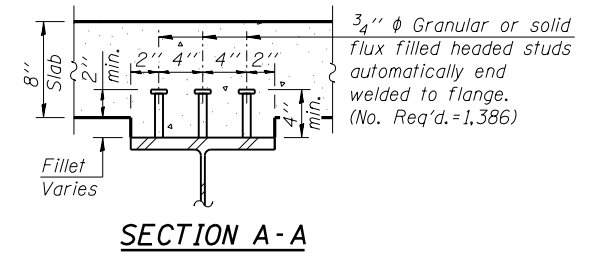 3/4" ϕ Granular or solid
flux filled headed studs
automatically end
welded to flange.
(No. Req'd.=1,386)
2" 4" 4" 2"
8"
Slab
2"
min.
4"
min.
Fillet
Varies
SECTION A-A